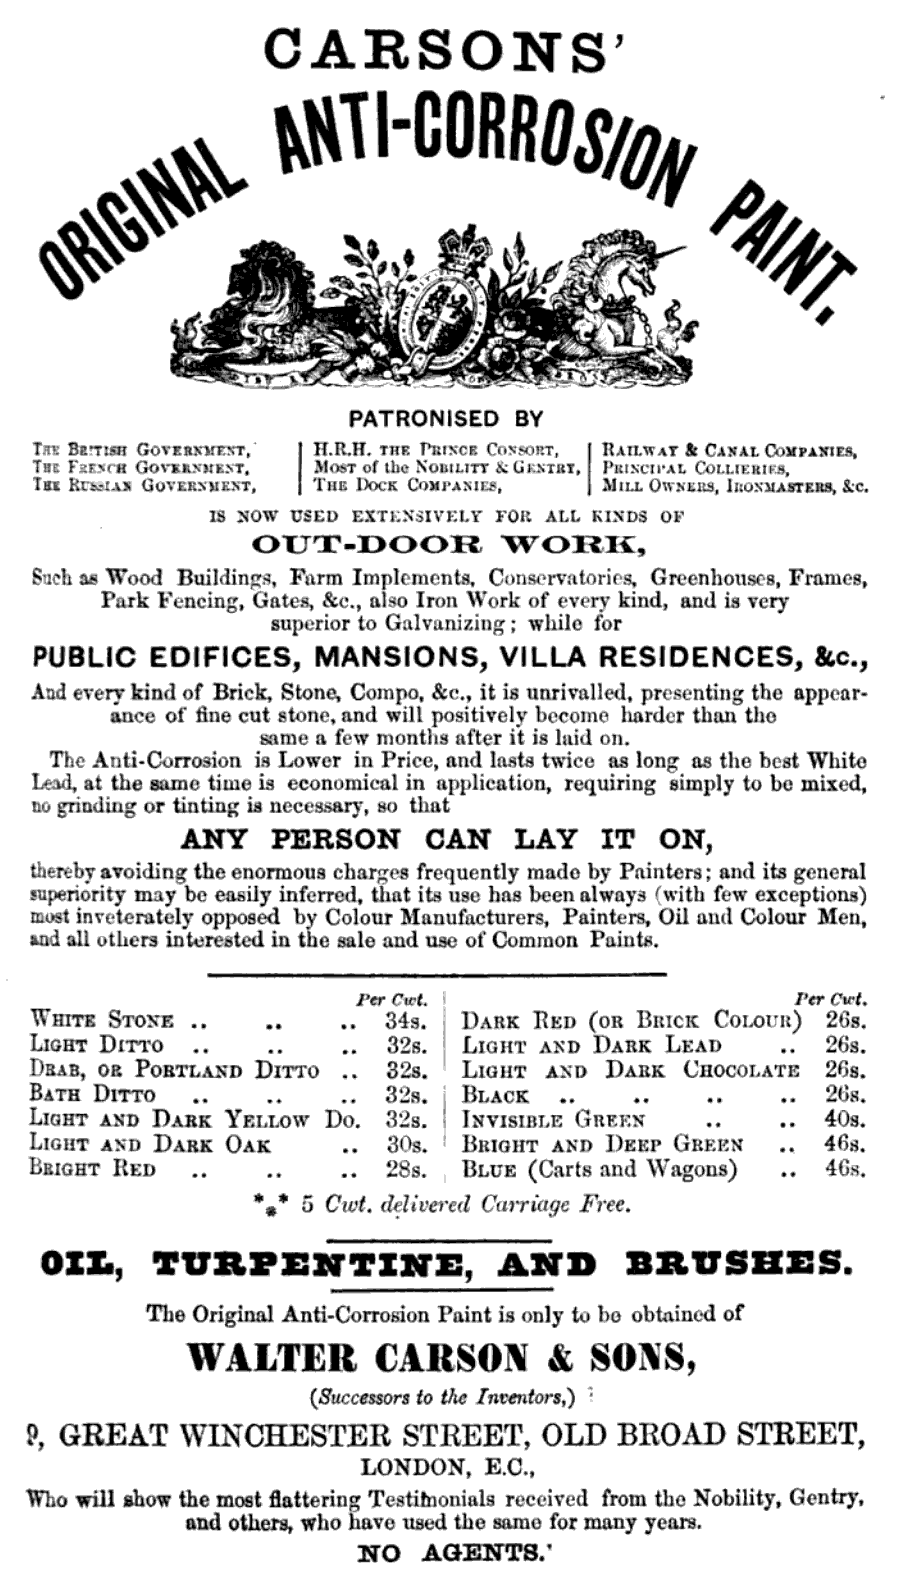 CARSONS'
ORIGINAL ANTI-CORROSION PAINT.
PATRONISED BY
THE BRITISH GOVERNMENT,
THE FRENCH GOVERNMENT,
THE RUSSIAN GOVERNMENT,
H.R.H. THE PRINCE CONSORT,
MOST of the NOBILITY & GENTRY,
THE DOCK COMPANIES,
RAILWAY & CANAL COMPANIES,
PRINCIPAL COLLIERIES,
MILL OWNERS, IRONMASTERS, &c.
IS NOW USED EXTENSIVELY FOR ALL KINDS OF
OUT-DOOR WORK,
Such as Wood Buildings, Farm Implements, Conservatories, Greenhouses, Frames,
Park Fencing, Gates, &c., also Iron Work of every kind, and is very
superior to Galvanizing; while for
PUBLIC EDIFICES, MANSIONS, VILLA RESIDENCES, &c.,
And every kind of Brick, Stone, Compo, &c., it is unrivalled, presenting the appear-
ance of fine cut stone, and will positively become harder than the
same a few months after it is laid on.
The Anti-Corrosion is Lower in Price, and lasts twice as long as the best White
Lead, at the same time is economical in application, requiring simply to be mixed,
no grinding or tinting is necessary, so that
ANY PERSON CAN LAY IT ON,
thereby avoiding the enormous charges frequently made by Painters; and its general
superiority may be easily inferred, that its use has been always (with few exceptions)
most inveterately opposed by Colour Manufacturers, Painters, Oil and Colour Men,
and all others interested in the sale and use of Common Paints.
Per Cwt.
WHITE STONE .. .. .. 34s.
LIGHT DITTO .. .. .. 32s.
DRAB, OR PORTLAND DITTO .. 32s.
BATH DITTO .. .. .. 32s.
LIGHT AND DARK YELLOW DO. 32s.
LIGHT AND DARK OAK .. 30s.
BRIGHT RED .. .. .. 28s.
Per Cwt.
DARK RED (OR BRICK COLOUR) 26s.
LIGHT AND DARK LEAD .. 26s.
LIGHT AND DARK CHOCOLATE 26s.
BLACK .. .. .. .. 26s.
INVISIBLE GREEN .. .. 40s.
BRIGHT AND DEEP GREEN .. 46s.
BLUE (Carts and Wagons) .. 46s.
*⁎* 5 Cwt. delivered Carriage Free.
OIL, TURPENTINE, AND BRUSHES.
The Original Anti-Corrosion Paint is only to be obtained of
WALTER CARSON & SONS,
(Successors to the Inventors,)
9, GREAT WINCHESTER STREET, OLD BROAD STREET,
LONDON, E.C.,
Who will show the most flattering Testimonials received from the Nobility, Gentry,
and others, who have used the same for many years.
NO AGENTS.